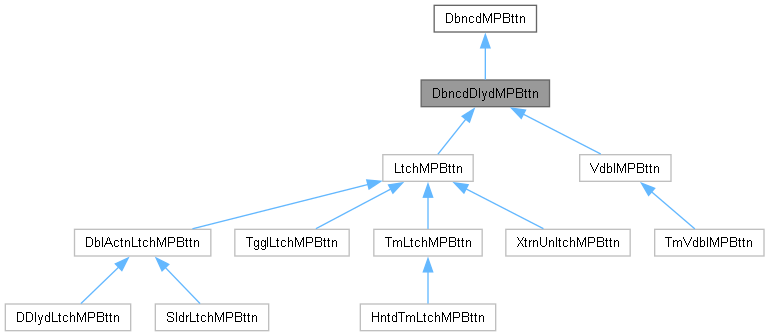 DbncdMPBttn
DbncdDlydMPBttn
LtchMPBttn
VdblMPBttn
DblActnLtchMPBttn
TgglLtchMPBttn
TmLtchMPBttn
XtrnUnltchMPBttn
TmVdblMPBttn
DDlydLtchMPBttn
SldrLtchMPBttn
HntdTmLtchMPBttn